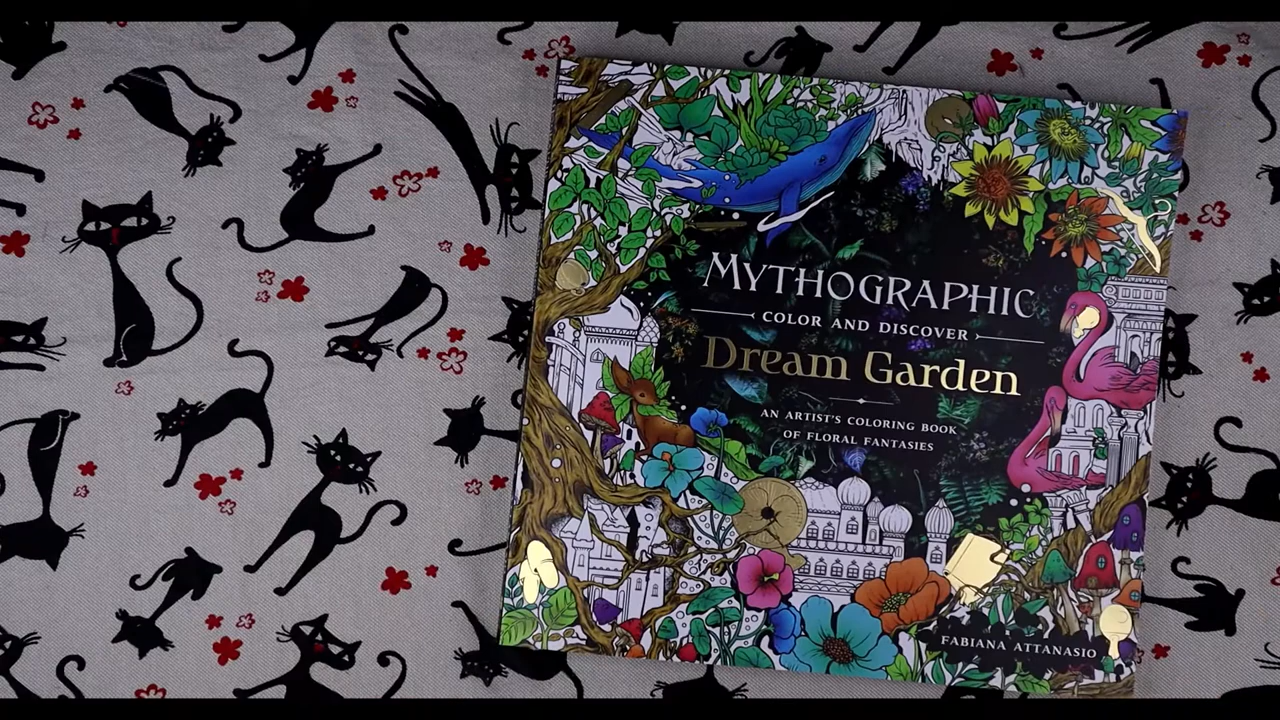 MYTHOGRAPHIC
COLOR AND DISCOVER
Dream Garden
AN ARTIST'S COLORING BOOK
OF FLORAL FANTASIES
FABIANA ATTANASIO